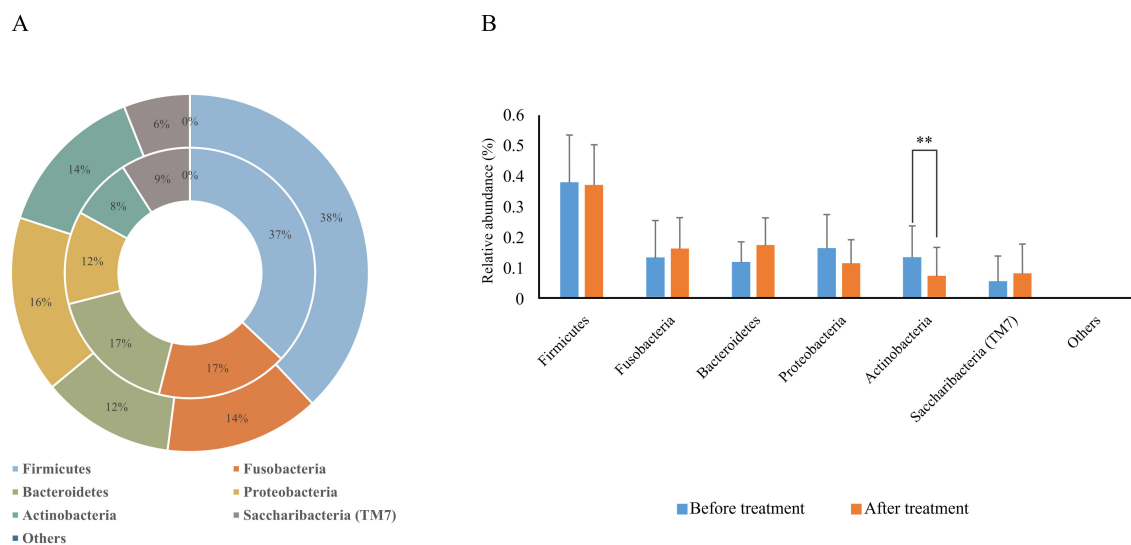 A
B
6%
0%
14%
9%
0%
8%
38%
37%
12%
16%
17%
17%
12%
14%
Firmicutes
Fusobacteria
Bacteroidetes
Proteobacteria
Actinobacteria
Saccharibacteria (TM7)
Others
Relative abundance (%)
0.6
0.5
0.4
0.3
0.2
0.1
0
**
Firmicutes
Fusobacteria
Bacteroidetes
Proteobacteria
Actinobacteria
Saccharibacteria (TM7)
Others
Before treatment
After treatment